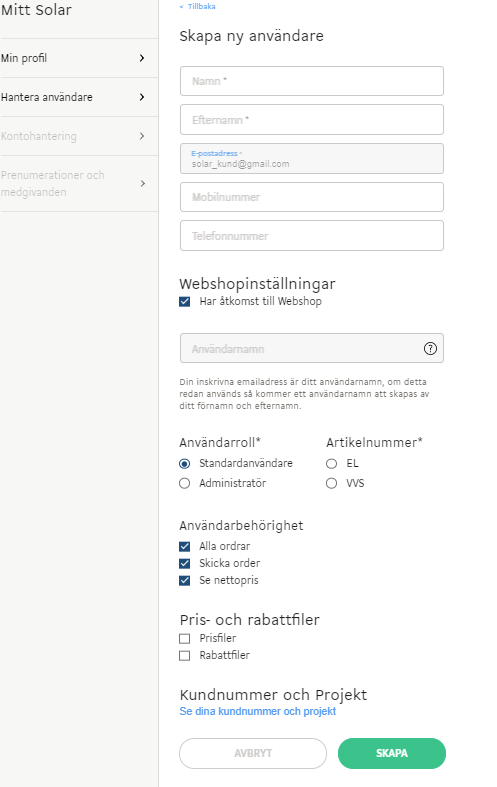 Mitt Solar
Min profil
Hantera användare
Kontohantering
Prenumerationer och
medgivanden
< Tillbaka
Skapa ny användare
Namn *
Efternamn *
E-postadress *
solar_kund@gmail.com
Mobilnummer
Telefonnummer
Webshopinställningar
Har åtkomst till Webshop
Användarnamn
?
Din inskrivna emailadress är ditt användarnamn, om detta
redan används så kommer ett användarnamn att skapas av
ditt förnamn och efternamn.
Användarroll* Artikelnummer*
Standardanvändare EL
Administratör VVS
Användarbehörighet
Alla ordrar
Skicka order
Se nettopris
Pris- och rabattfiler
Prisfiler
Rabattfiler
Kundnummer och Projekt
Se dina kundnummer och projekt
AVBRYT SKAPA